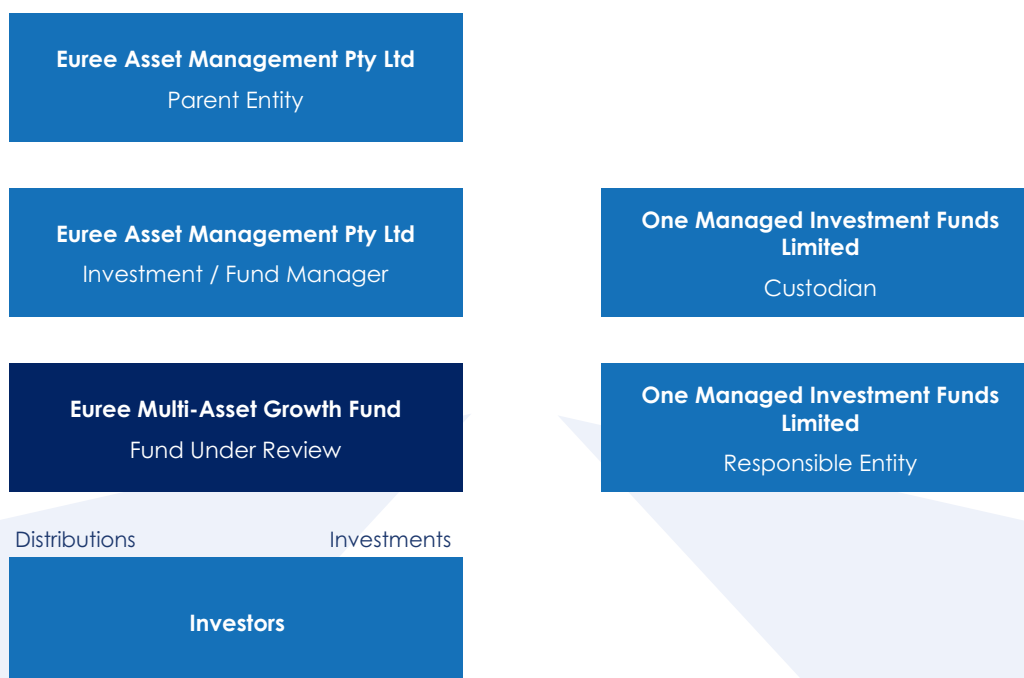 Euree Asset Management Pty Ltd
Parent Entity
Euree Asset Management Pty Ltd
Investment / Fund Manager
One Managed Investment Funds
Limited
Custodian
Euree Multi-Asset Growth Fund
Fund Under Review
One Managed Investment Funds
Limited
Responsible Entity
Distributions
Investments
Investors